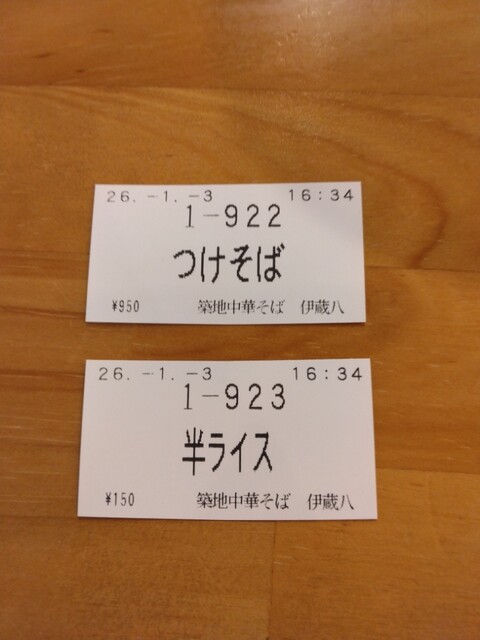 26.-1.-3 16:34
1-922
つけそば
¥950 築地中華そば 伊蔵八
26.-1.-3 16:34
1-923
半ライス
¥150 築地中華そば 伊蔵八